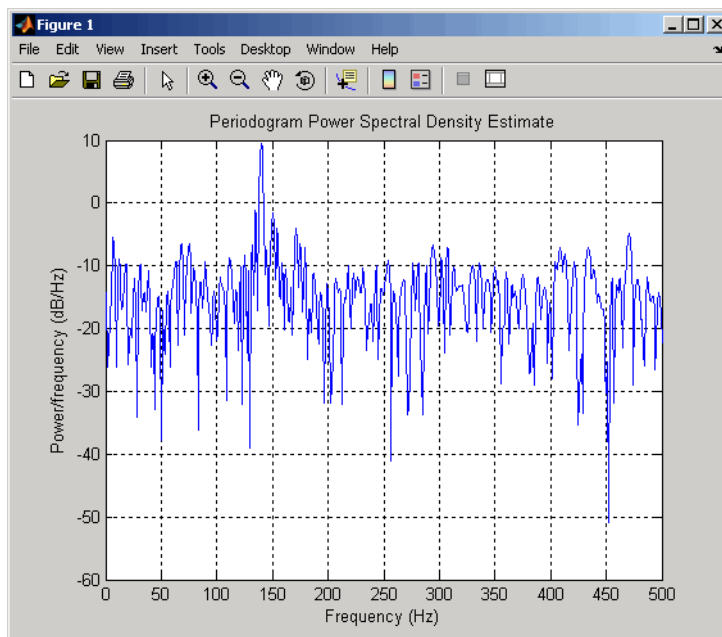 Figure 1
File Edit View Insert Tools Desktop Window Help
Periodogram Power Spectral Density Estimate
10
0
-10
-20
-30
-40
-50
-60
Power/frequency (dB/Hz)
0 50 100 150 200 250 300 350 400 450 500
Frequency (Hz)